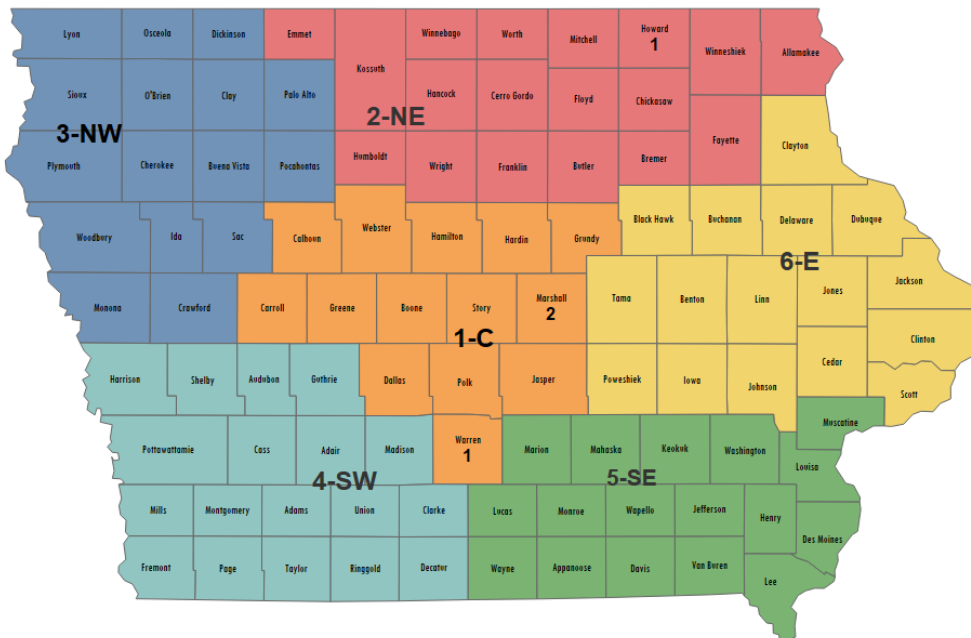 Lyon
Osceola
Dickinson
Emmet
Winnebago
Worth
Mitchell
Howard
1
Winneshiek
Allamakee
Kossuth
Sioux
O'Brien
Clay
Palo Alto
Hancock
Cerro Gordo
Floyd
Chickasaw
2-NE
3-NW
Plymouth
Cherokee
Buena Vista
Pocahontas
Humboldt
Wright
Franklin
Butler
Bremer
Fayette
Clayton
Woodbury
Ida
Sac
Calhoun
Webster
Hamilton
Hardin
Grundy
Black Hawk
Buchanan
Delaware
Dubuque
6-E
Monona
Crawford
Carroll
Greene
Boone
Story
Marshall
2
Tama
Benton
Linn
Jones
Jackson
1-C
Clinton
Harrison
Shelby
Audobon
Guthrie
Dallas
Polk
Jasper
Poweshiek
Iowa
Johnson
Cedar
Scott
Pottawattamie
Cass
Adair
Madison
Warren
1
Marion
Mahaska
Keokuk
Washington
Muscatine
Louisa
4-SW
5-SE
Mills
Montgomery
Adams
Union
Clarke
Lucas
Monroe
Wapello
Jefferson
Henry
Des Moines
Fremont
Page
Taylor
Ringgold
Decatur
Wayne
Appanoose
Davis
Van Buren
Lee